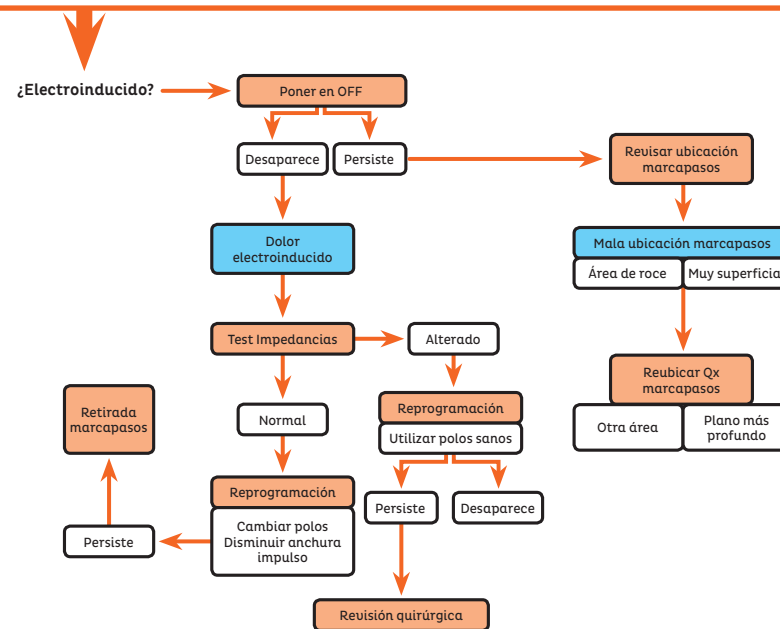 ¿Electroinducido?
Poner en OFF
Desaparece
Persiste
Revisar ubicación
marcapasos
Dolor
electroinducido
Mala ubicación marcapasos
Área de roce
Muy superficia
Test Impedancias
Alterado
Reubicar Qx
marcapasos
Otra área
Plano más
profundo
Retirada
marcapasos
Normal
Reprogramación
Utilizar polos sanos
Reprogramación
Cambiar polos
Disminuir anchura
impulso
Persiste
Persiste
Desaparece
Revisión quirúrgica